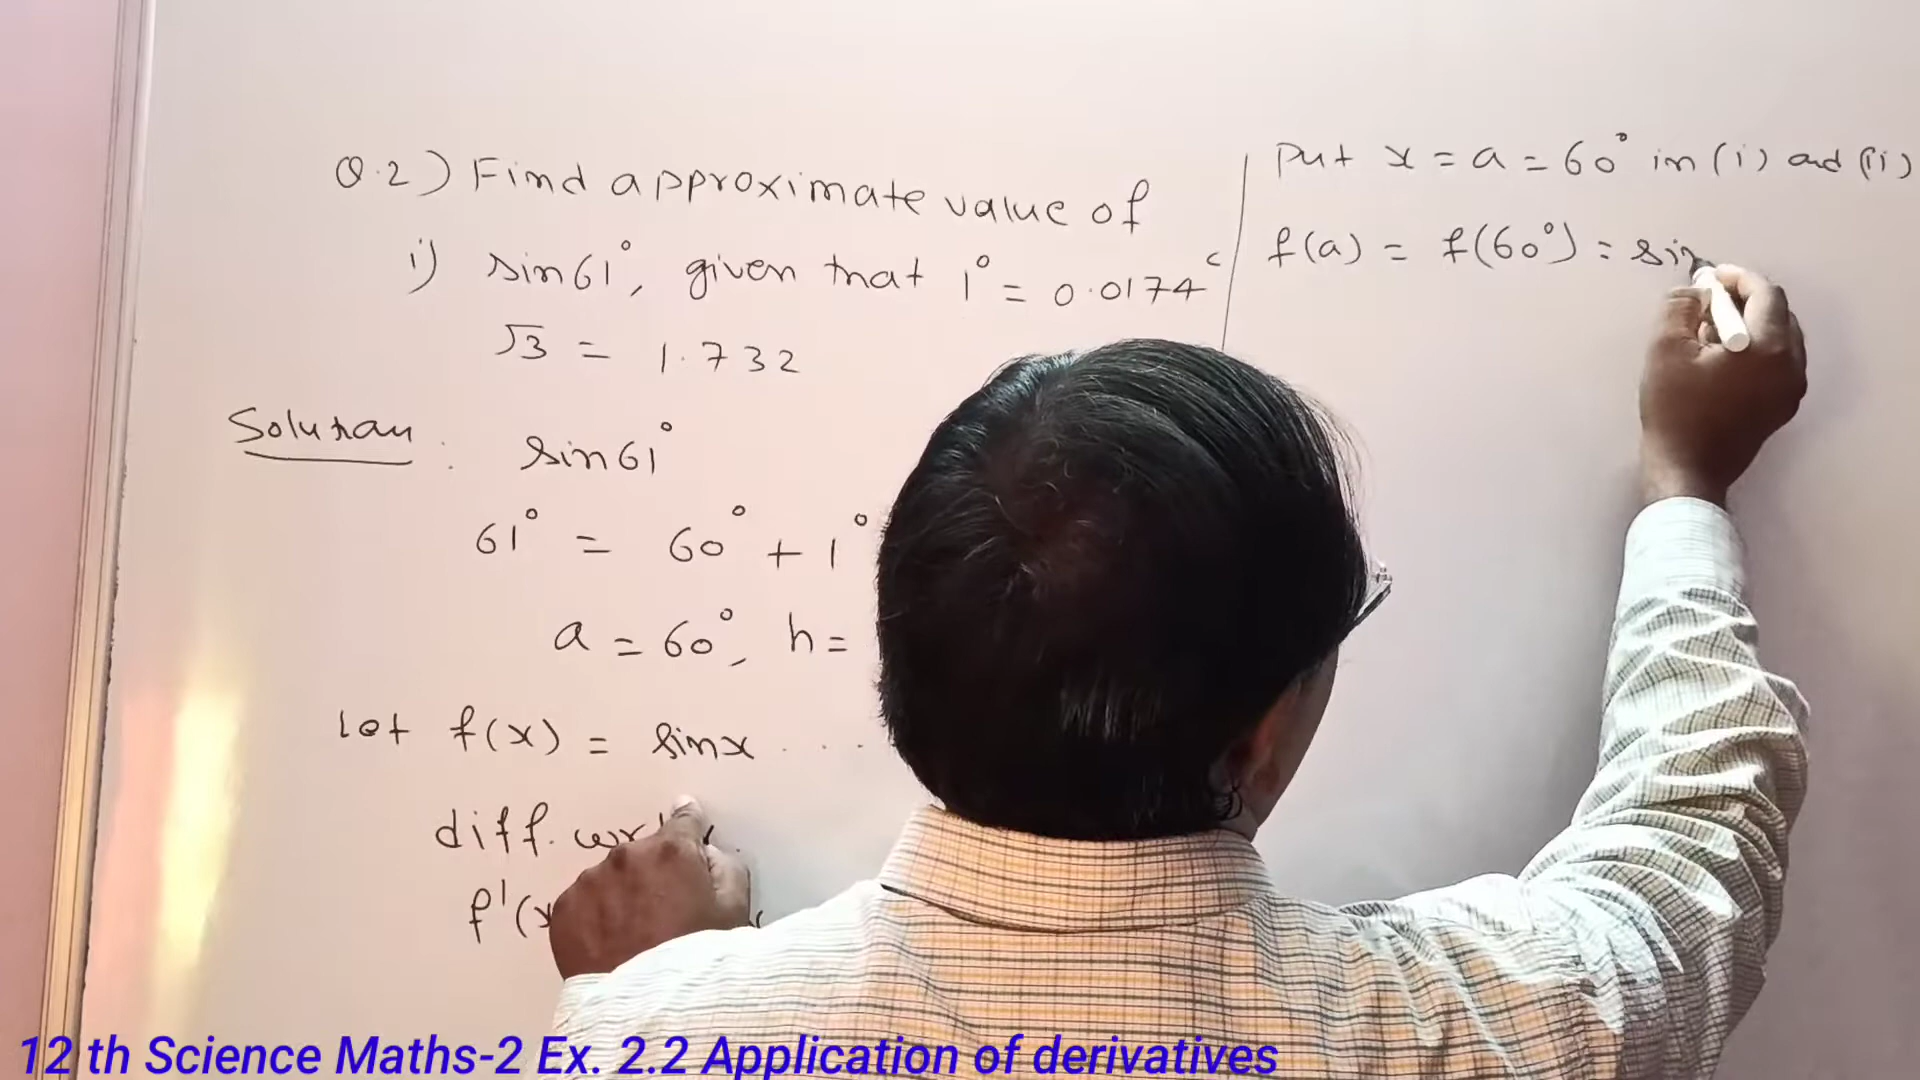 Q.2) Find approximate value of
i) sin61°, given that 1° = 0.0174ᶜ
√3 = 1.732
Solution :
sin61°
61° = 60° + 1°
a = 60°, h =
let f(x) = sinx . . . .
diff. w.r.t.
f'(x
Put x = a = 60° in (i) and (ii)
f(a) = f(60°) = sin
12 th Science Maths-2 Ex. 2.2 Application of derivatives